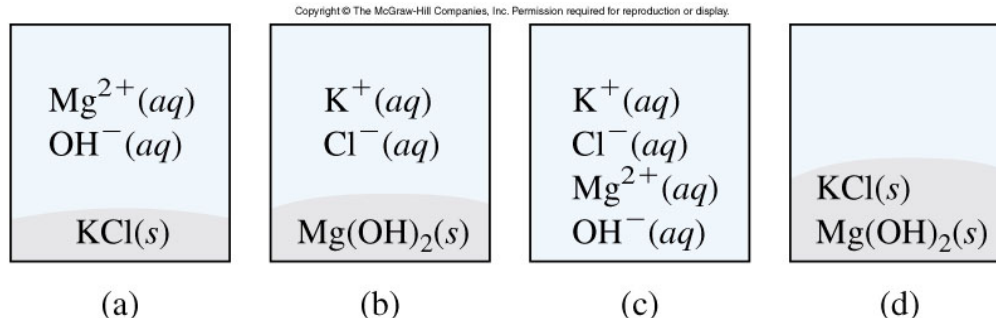 Copyright © The McGraw-Hill Companies, Inc. Permission required for reproduction or display.
Mg²⁺(aq)
OH⁻(aq)
KCl(s)
(a)
K⁺(aq)
Cl⁻(aq)
Mg(OH)₂(s)
(b)
K⁺(aq)
Cl⁻(aq)
Mg²⁺(aq)
OH⁻(aq)
(c)
KCl(s)
Mg(OH)₂(s)
(d)